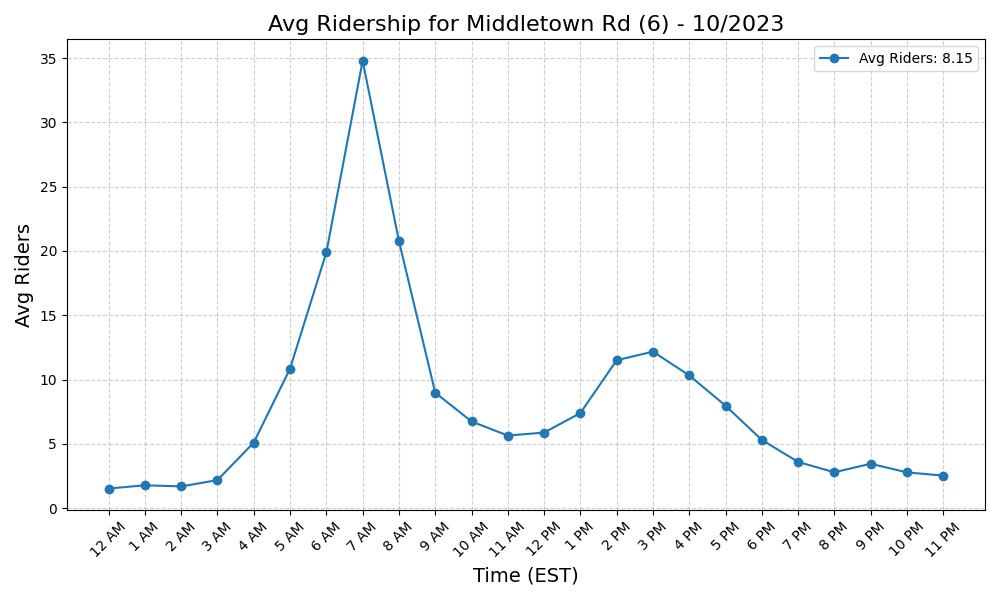 Avg Ridership for Middletown Rd (6) - 10/2023
Avg Riders: 8.15
Avg Riders
35
30
25
20
15
10
5
0
12 AM
1 AM
2 AM
3 AM
4 AM
5 AM
6 AM
7 AM
8 AM
9 AM
10 AM
11 AM
12 PM
1 PM
2 PM
3 PM
4 PM
5 PM
6 PM
7 PM
8 PM
9 PM
10 PM
11 PM
Time (EST)